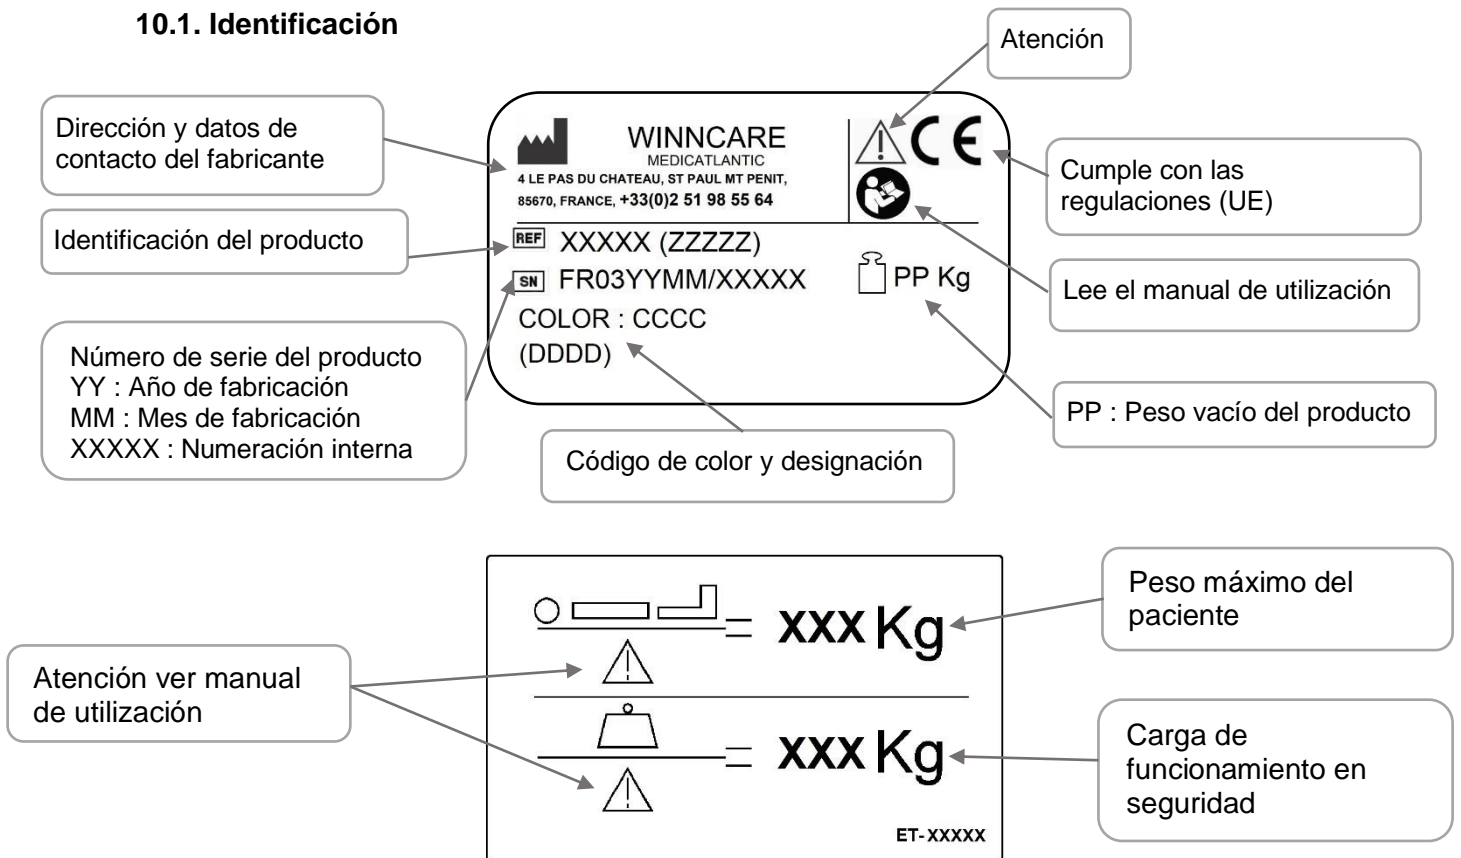 10.1. Identificación
Atención
Dirección y datos de
contacto del fabricante
WINNCARE
MEDICATLANTIC
4 LE PAS DU CHATEAU, ST PAUL MT PENIT,
85670, FRANCE, +33(0)2 51 98 55 64
CE
Cumple con las
regulaciones (UE)
Identificación del producto
REF XXXXX (ZZZZZ)
SN FR03YYMM/XXXXX
COLOR : CCCC
(DDDD)
PP Kg
Lee el manual de utilización
Número de serie del producto
YY : Año de fabricación
MM : Mes de fabricación
XXXXX : Numeración interna
PP : Peso vacío del producto
Código de color y designación
= XXX Kg
Peso máximo del
paciente
Atención ver manual
de utilización
= XXX Kg
Carga de
funcionamiento en
seguridad
ET-XXXXX